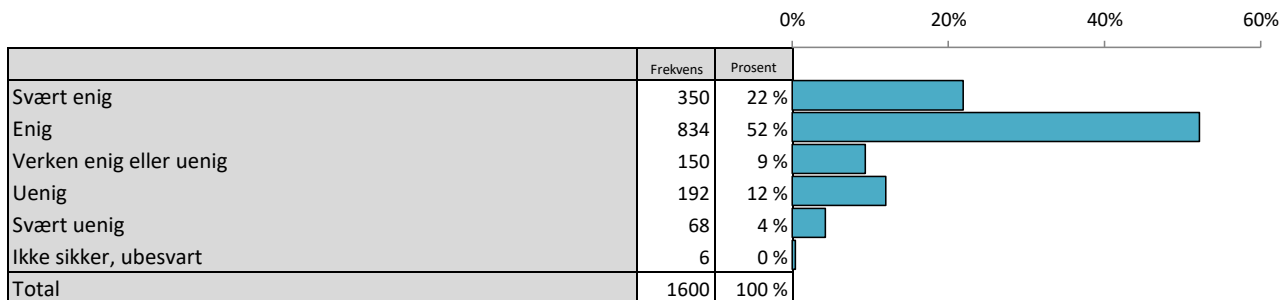 0% 20% 40% 60%
Frekvens Prosent
Svært enig 350 22 %
Enig 834 52 %
Verken enig eller uenig 150 9 %
Uenig 192 12 %
Svært uenig 68 4 %
Ikke sikker, ubesvart 6 0 %
Total 1600 100 %